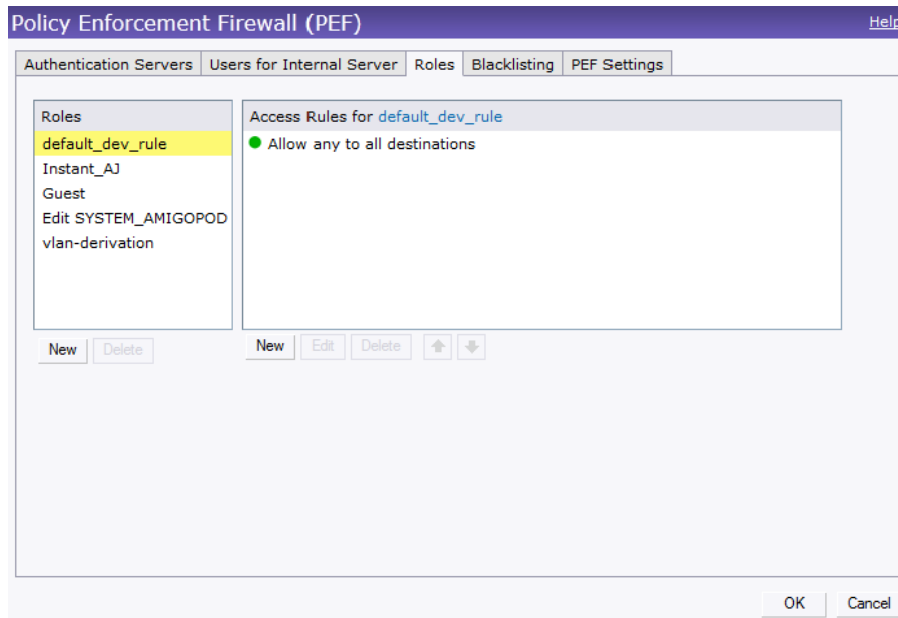 Policy Enforcement Firewall (PEF)
Help
Authentication Servers
Users for Internal Server
Roles
Blacklisting
PEF Settings
Roles
default_dev_rule
Instant_AJ
Guest
Edit SYSTEM_AMIGOPOD
vlan-derivation
New
Delete
Access Rules for default_dev_rule
Allow any to all destinations
New
Edit
Delete
OK
Cancel